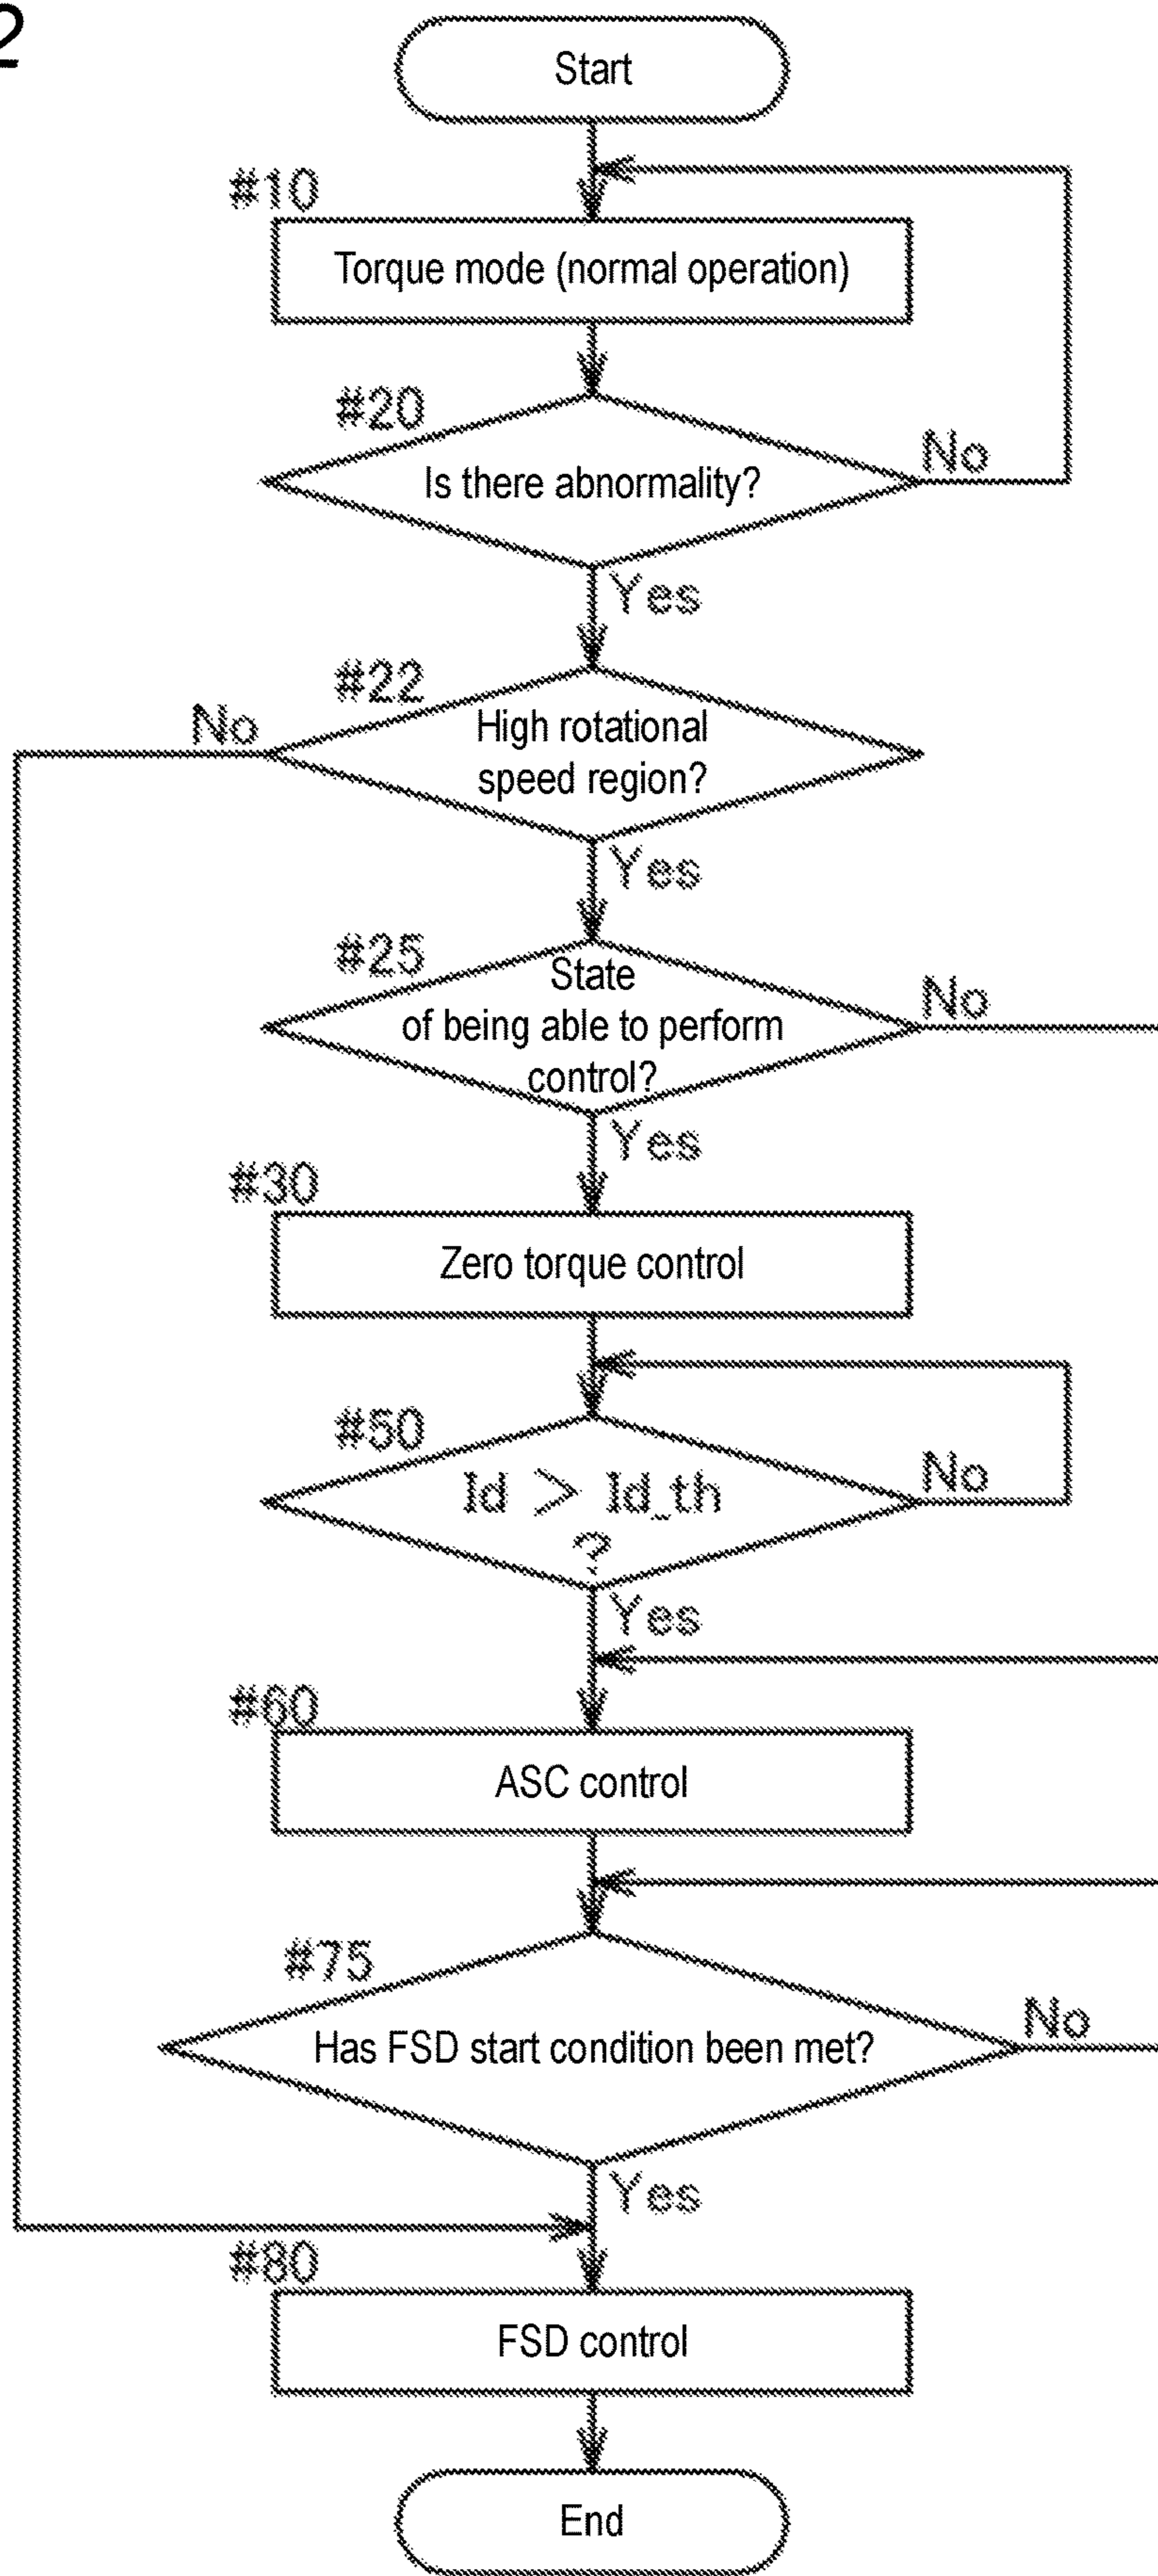 2
Start
#10
Torque mode (normal operation)
#20
Is there abnormality?
No
Yes
#22
No
High rotational
speed region?
Yes
#25
State
of being able to perform
control?
No
Yes
#30
Zero torque control
#50
Id > Id_th
?
No
Yes
#60
ASC control
#75
Has FSD start condition been met?
No
Yes
#80
FSD control
End